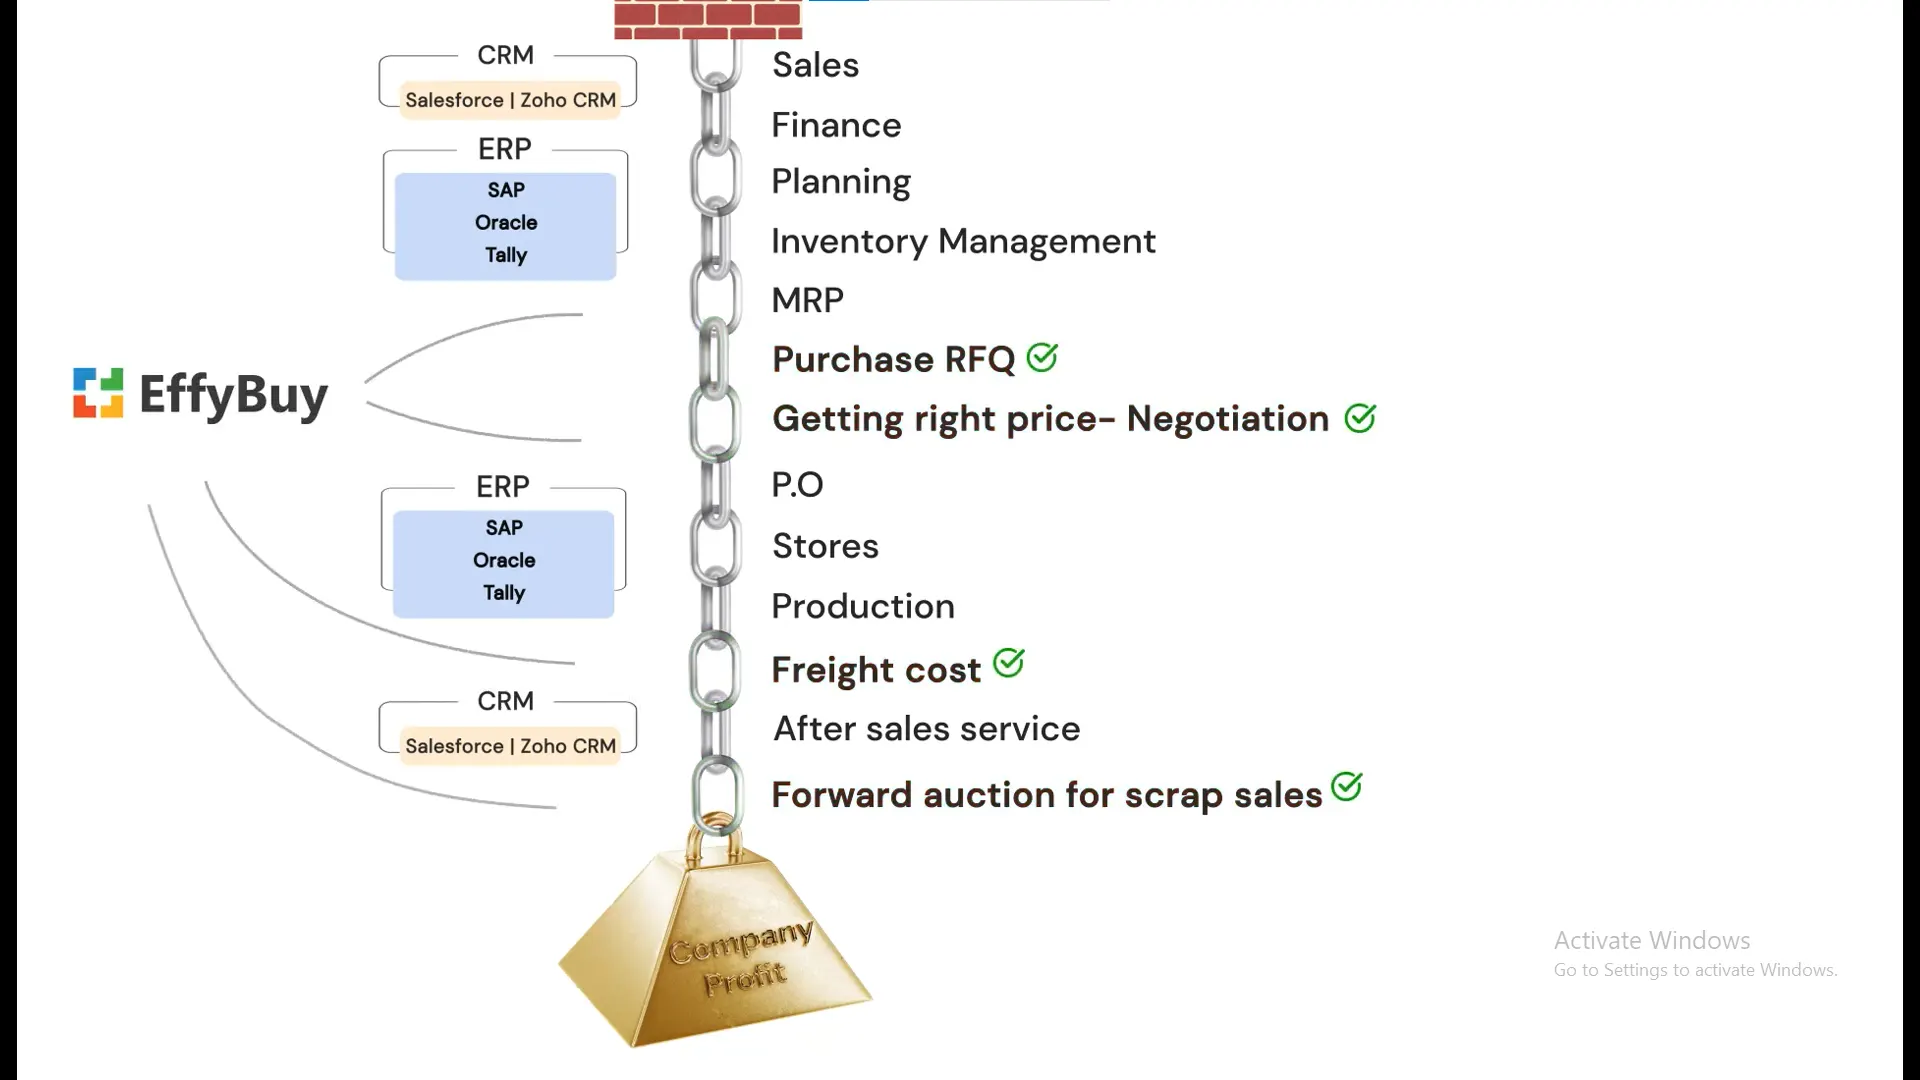 CRM
Salesforce | Zoho CRM
ERP
SAP
Oracle
Tally
EffyBuy
ERP
SAP
Oracle
Tally
CRM
Salesforce | Zoho CRM
Sales
Finance
Planning
Inventory Management
MRP
Purchase RFQ
Getting right price- Negotiation
P.O
Stores
Production
Freight cost
After sales service
Forward auction for scrap sales
Company
Profit
Activate Windows
Go to Settings to activate Windows.